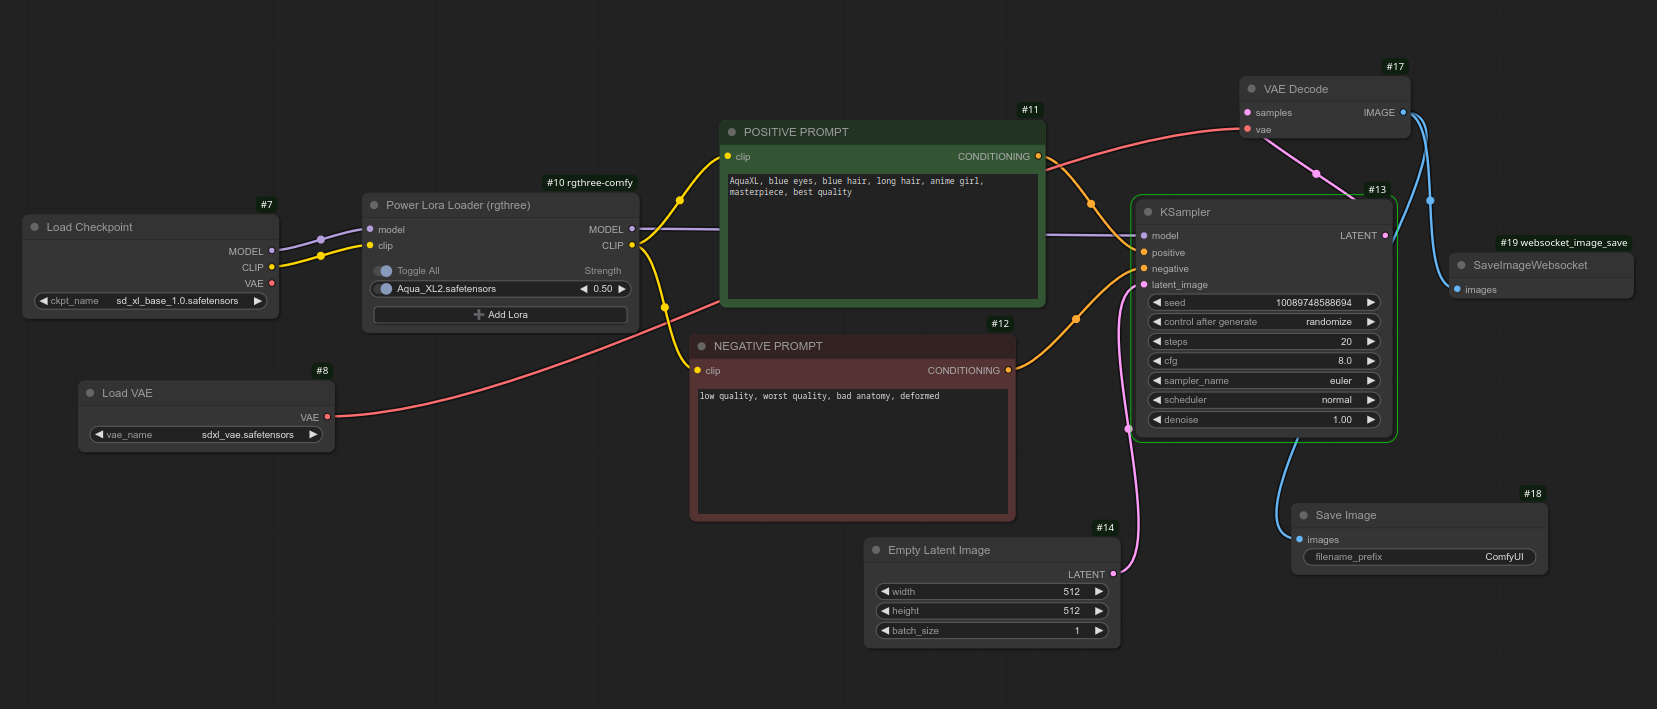 #7
Load Checkpoint
MODEL
CLIP
VAE
ckpt_name sd_xl_base_1.0.safetensors
#8
Load VAE
VAE
vae_name sdxl_vae.safetensors
#10 rgthree-comfy
Power Lora Loader (rgthree)
model MODEL
clip CLIP
Toggle All Strength
Aqua_XL2.safetensors 0.50
Add Lora
#11
POSITIVE PROMPT
clip CONDITIONING
AquaXL, blue eyes, blue hair, long hair, anime girl,
masterpiece, best quality
#12
NEGATIVE PROMPT
clip CONDITIONING
low quality, worst quality, bad anatomy, deformed
#14
Empty Latent Image
LATENT
width 512
height 512
batch_size 1
#17
VAE Decode
samples IMAGE
vae
#13
KSampler
model LATENT
positive
negative
latent_image
seed 10089748588694
control after generate randomize
steps 20
cfg 8.0
sampler_name euler
scheduler normal
denoise 1.00
#19 websocket_image_save
SaveImageWebsocket
images
#18
Save Image
images
filename_prefix ComfyUI